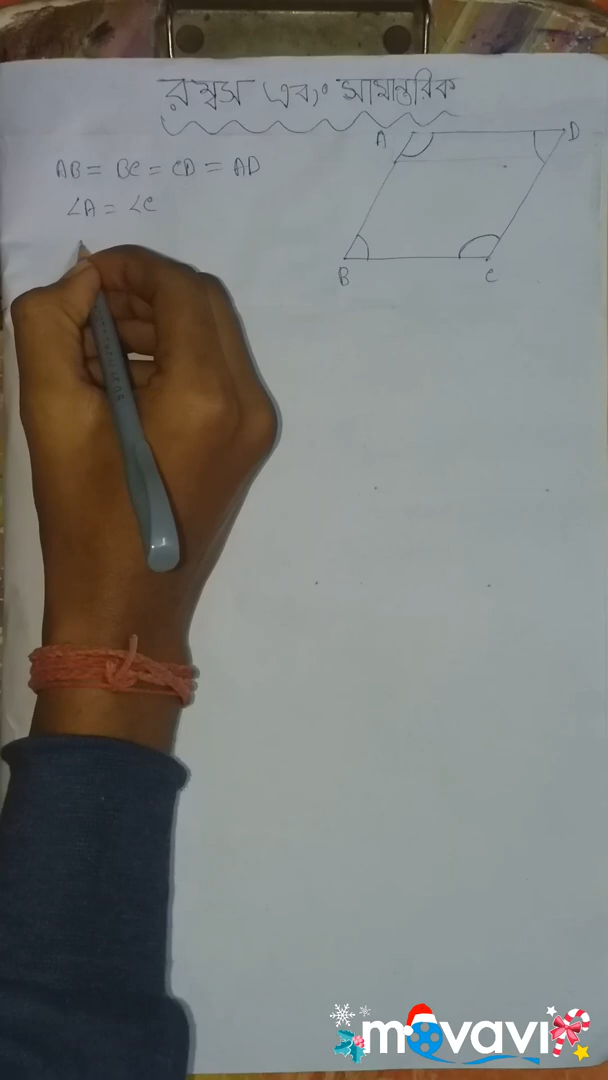 রম্বস এবং সামান্তরিক
AB = BC = CD = AD
∠A = ∠C
A
D
B
C
movavi